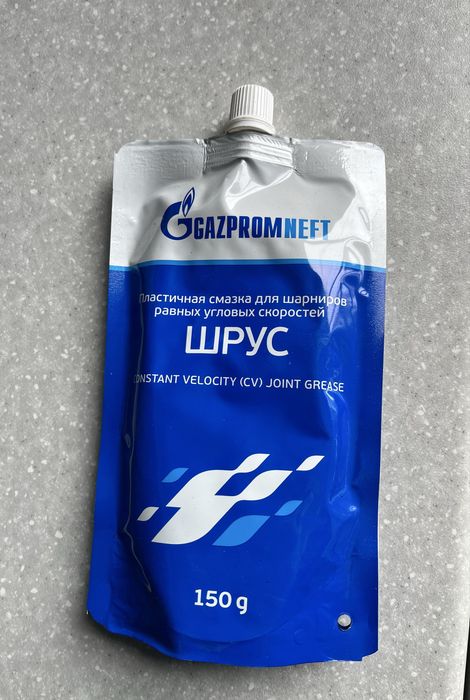 GAZPROMNEFT
Пластичная смазка для шарниров
равных угловых скоростей
ШРУС
CONSTANT VELOCITY (CV) JOINT GREASE
150 g